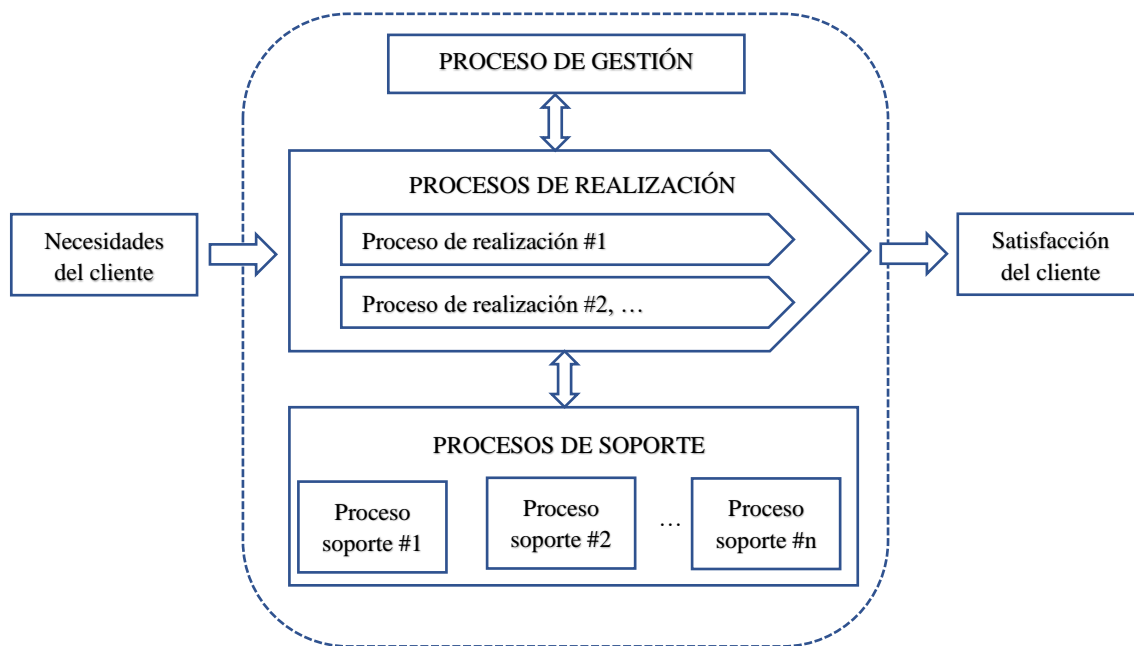 PROCESO DE GESTIÓN
PROCESOS DE REALIZACIÓN
Necesidades
del cliente
Proceso de realización #1
Proceso de realización #2, …
Satisfacción
del cliente
PROCESOS DE SOPORTE
Proceso
soporte #1
Proceso
soporte #2
…
Proceso
soporte #n